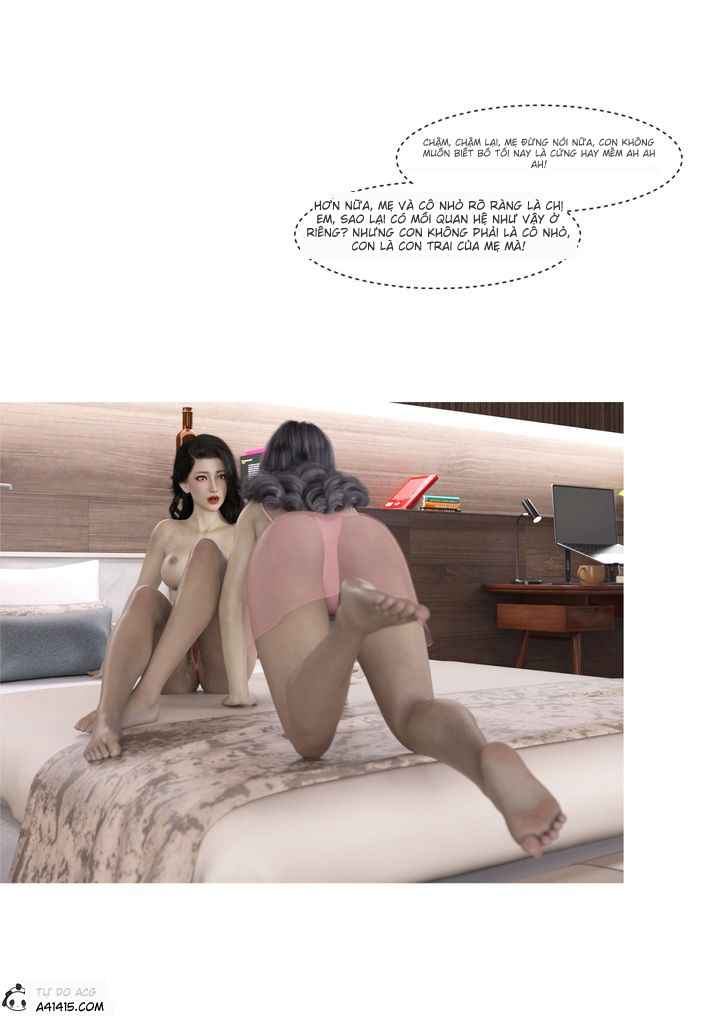 CHẬM, CHẬM LẠI, MẸ ĐỪNG NÓI NỮA, CON KHÔNG
MUỐN BIẾT BỐ TỐI NAY LÀ CỨNG HAY MỀM AH AH
AH!
HƠN NỮA, MẸ VÀ CÔ NHỎ RÕ RÀNG LÀ CHỊ
EM, SAO LẠI CÓ MỐI QUAN HỆ NHƯ VẬY Ở
RIÊNG? NHƯNG CON KHÔNG PHẢI LÀ CÔ NHỎ,
CON LÀ CON TRAI CỦA MẸ MÀ!
TỰ DO ACG
A41415.COM